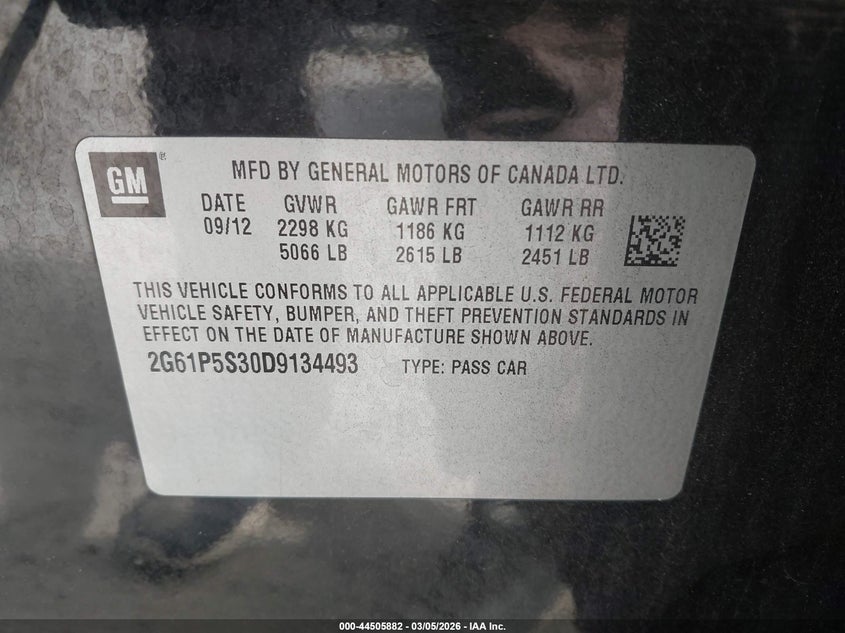 GM ®
MFD BY GENERAL MOTORS OF CANADA LTD.
DATE GVWR GAWR FRT GAWR RR
09/12 2298 KG 1186 KG 1112 KG
5066 LB 2615 LB 2451 LB
THIS VEHICLE CONFORMS TO ALL APPLICABLE U.S. FEDERAL MOTOR
VEHICLE SAFETY, BUMPER, AND THEFT PREVENTION STANDARDS IN
EFFECT ON THE DATE OF MANUFACTURE SHOWN ABOVE.
2G61P5S30D9134493 TYPE: PASS CAR
000-44505882 — 03/05/2026 — IAA Inc.